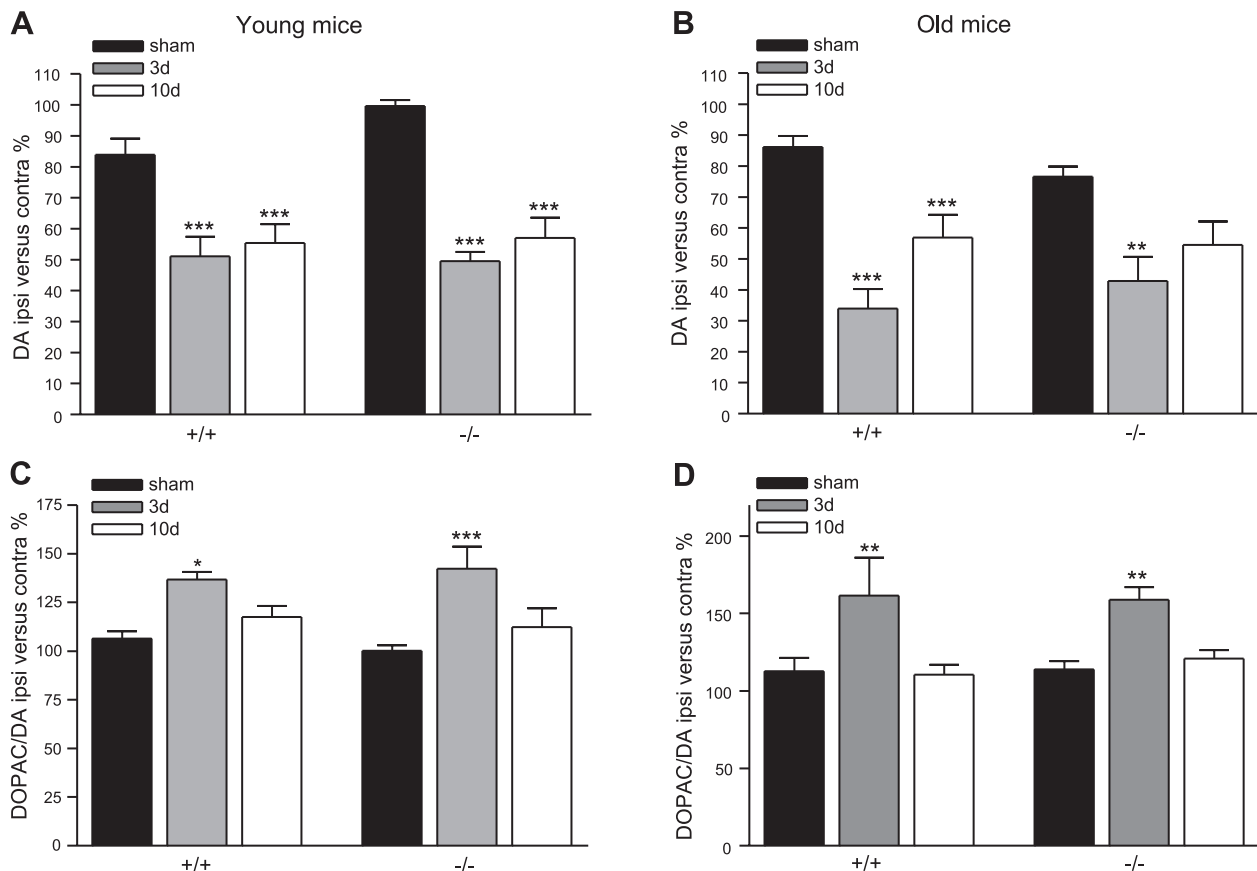 A
Young mice
sham
3d
10d
DA ipsi versus contra %
110
100
90
80
70
60
50
40
30
20
10
0
***
***
***
***
+/+
-/-
B
Old mice
sham
3d
10d
DA ipsi versus contra %
110
100
90
80
70
60
50
40
30
20
10
0
***
***
**
+/+
-/-
C
sham
3d
10d
DOPAC/DA ipsi versus contra %
175
150
125
100
75
50
25
0
*
***
+/+
-/-
D
sham
3d
10d
DOPAC/DA ipsi versus contra %
200
150
100
50
0
**
**
+/+
-/-